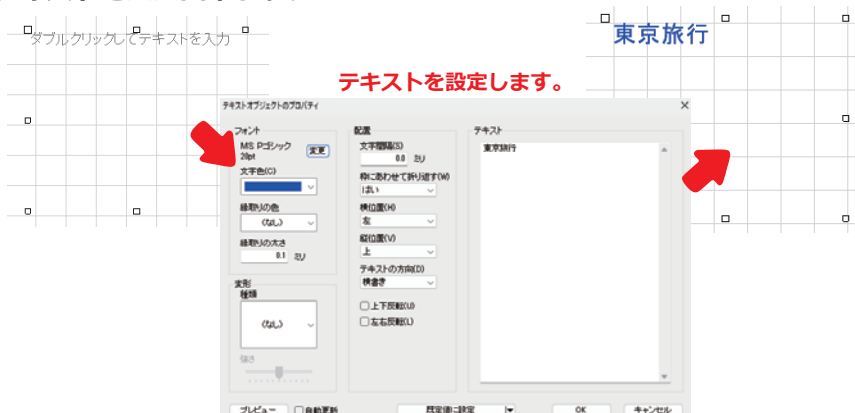 ダブルクリックしてテキストを入力
東京旅行
テキストを設定します。
テキストオブジェクトのプロパティ
フォント
MS Pゴシック
20pt
変更
文字色(C)
縁取りの色
(なし)
縁取りの太さ
0.1 ミリ
変形
種類
(なし)
強さ
配置
文字間隔(S)
0.0 ミリ
枠にあわせて折り返す(W)
はい
横位置(H)
左
縦位置(V)
上
テキストの方向(D)
横書き
上下反転(U)
左右反転(L)
テキスト
東京旅行
プレビュー
自動更新
既定値に設定
OK
キャンセル